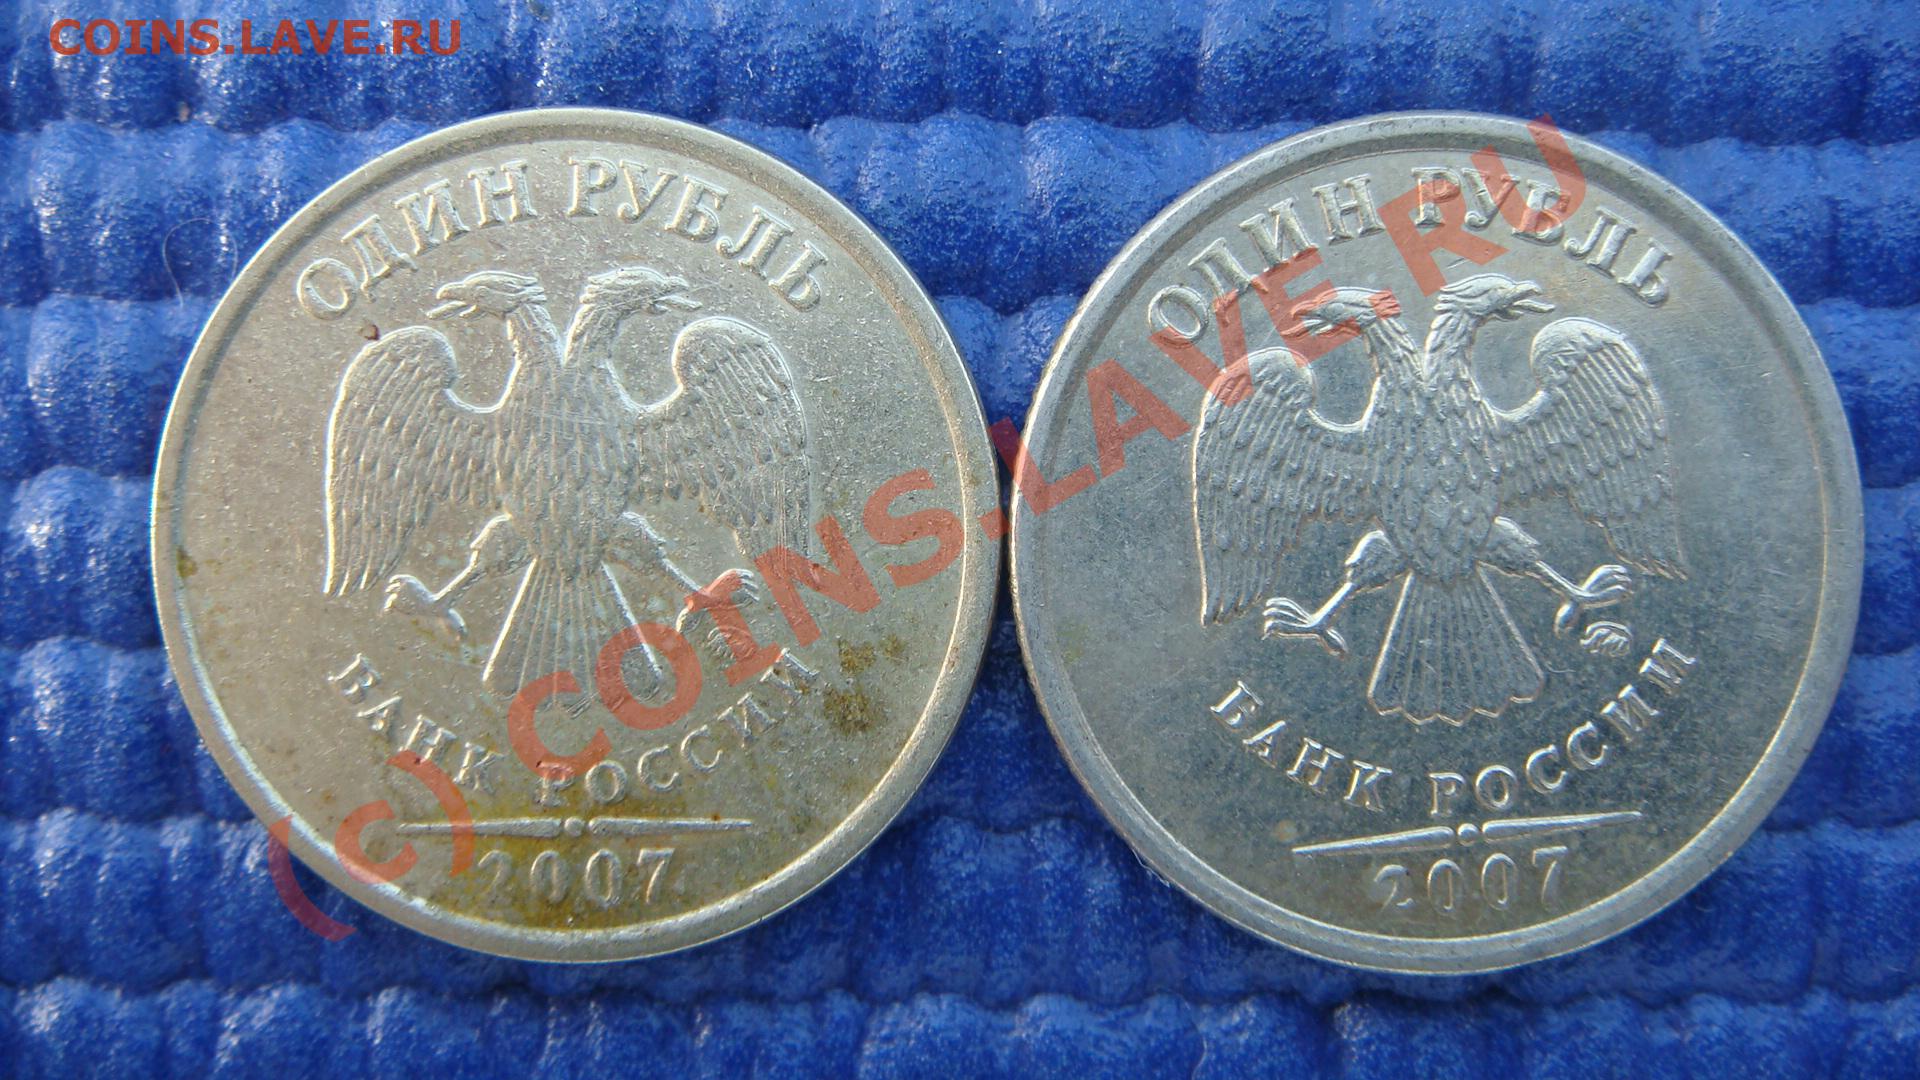 COINS.LAVE.RU
ОДИН РУБЛЬ
БАНК РОССИИ
2007
ОДИН РУБЛЬ
БАНК РОССИИ
2007
(c) COINS.LAVE.RU